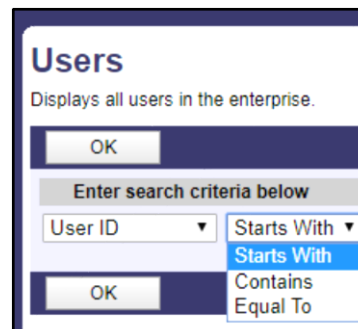 Users
Displays all users in the enterprise.
OK
Enter search criteria below
User ID Starts With
Starts With
Contains
Equal To
OK